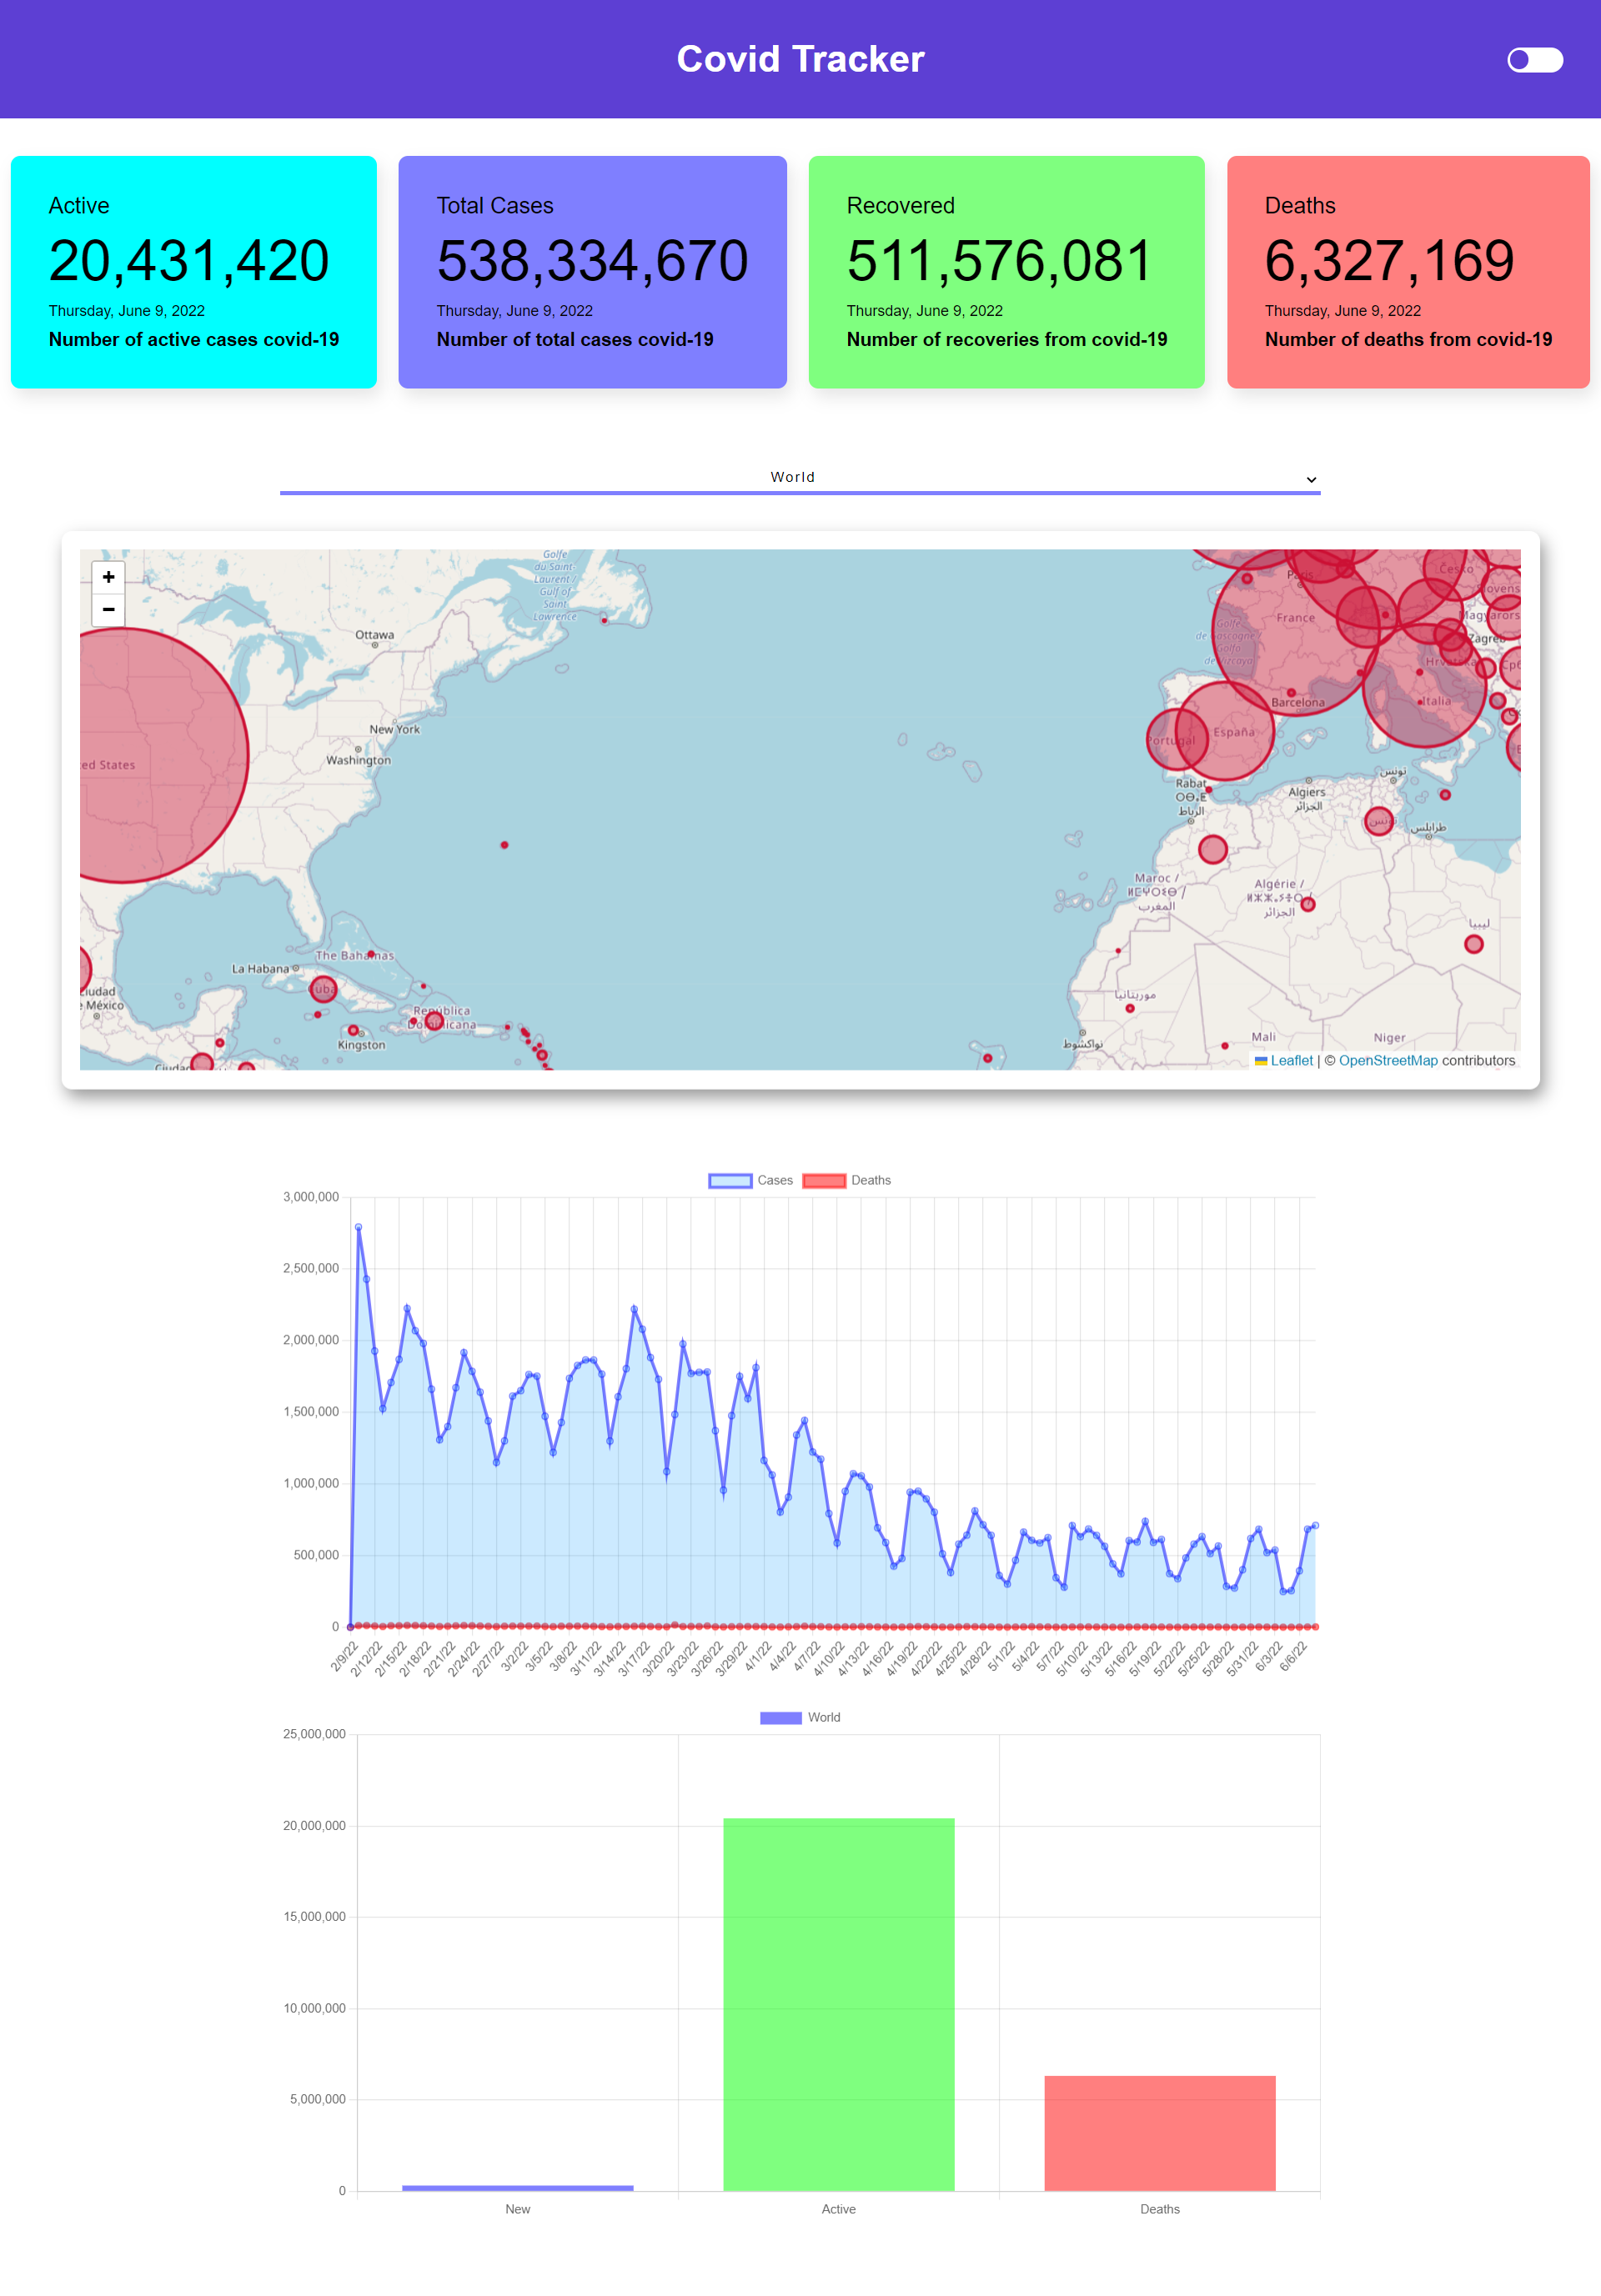 Covid Tracker
Active
20,431,420
Thursday, June 9, 2022
Number of active cases covid-19
Total Cases
538,334,670
Thursday, June 9, 2022
Number of total cases covid-19
Recovered
511,576,081
Thursday, June 9, 2022
Number of recoveries from covid-19
Deaths
6,327,169
Thursday, June 9, 2022
Number of deaths from covid-19
World
+
−
Golfe
du Saint-
Laurent /
Gulf of
Saint-
Lawrence
Ottawa
New York
Washington
ed States
La Habana
The Bahamas
Cuba
República
Dominicana
Kingston
iudad
México
Ciudad
Paris
France
Golfe
de Gascogne
Golfo
de Vizcaya
Barcelona
España
Portugal
Italia
Česko
Slovens
Magyarors
Zagreb
Hrvatska
Срб
Rabat
ⵔⴱⴰⵟ
الرباط
Algiers
الجزائر
تونس
تونس
طرابلس
Maroc /
المغرب
Algérie /
الجزائر
ليبيا
موريتانيا
نواكشوط
Mali
Niger
Leaflet | © OpenStreetMap contributors
Cases Deaths
3,000,000
2,500,000
2,000,000
1,500,000
1,000,000
500,000
0
2/9/22 2/12/22 2/15/22 2/18/22 2/21/22 2/24/22 2/27/22 3/2/22 3/5/22 3/8/22 3/11/22 3/14/22 3/17/22 3/20/22 3/23/22 3/26/22 3/29/22 4/1/22 4/4/22 4/7/22 4/10/22 4/13/22 4/16/22 4/19/22 4/22/22 4/25/22 4/28/22 5/1/22 5/4/22 5/7/22 5/10/22 5/13/22 5/16/22 5/19/22 5/22/22 5/25/22 5/28/22 5/31/22 6/3/22 6/6/22
World
25,000,000
20,000,000
15,000,000
10,000,000
5,000,000
0
New Active Deaths